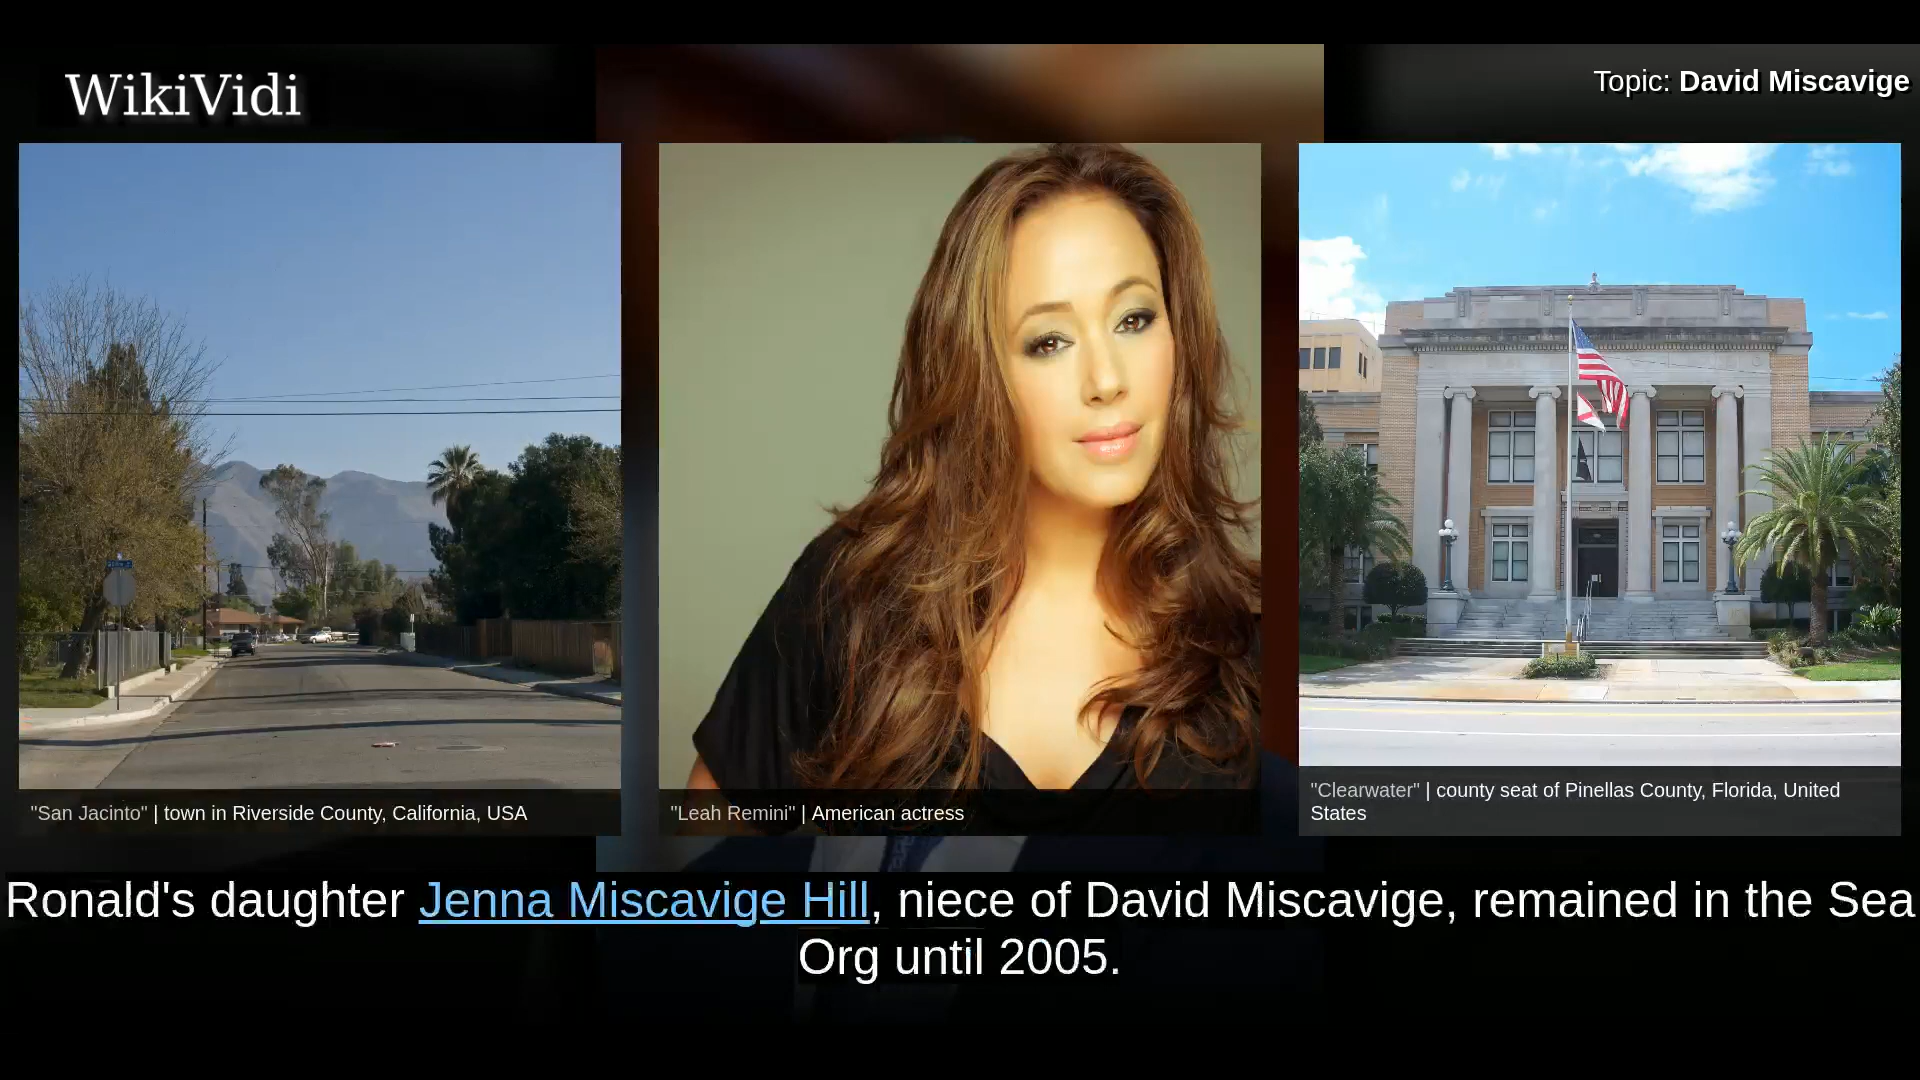 WikiVidi
Topic: David Miscavige
"San Jacinto" | town in Riverside County, California, USA
"Leah Remini" | American actress
"Clearwater" | county seat of Pinellas County, Florida, United
States
Ronald's daughter Jenna Miscavige Hill, niece of David Miscavige, remained in the Sea
Org until 2005.